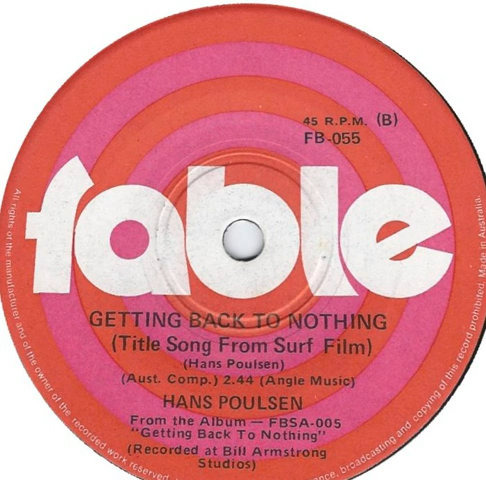 45 R.P.M. (B)
FB-055
fable
GETTING BACK TO NOTHING
(Title Song From Surf Film)
(Hans Poulsen)
(Aust. Comp.) 2.44 (Angle Music)
HANS POULSEN
From the Album — FBSA-005
"Getting Back To Nothing"
(Recorded at Bill Armstrong
Studios)
All rights of the manufacturer and of the owner of the recorded work reserved.
broadcasting and copying of this record prohibited. Made in Australia.